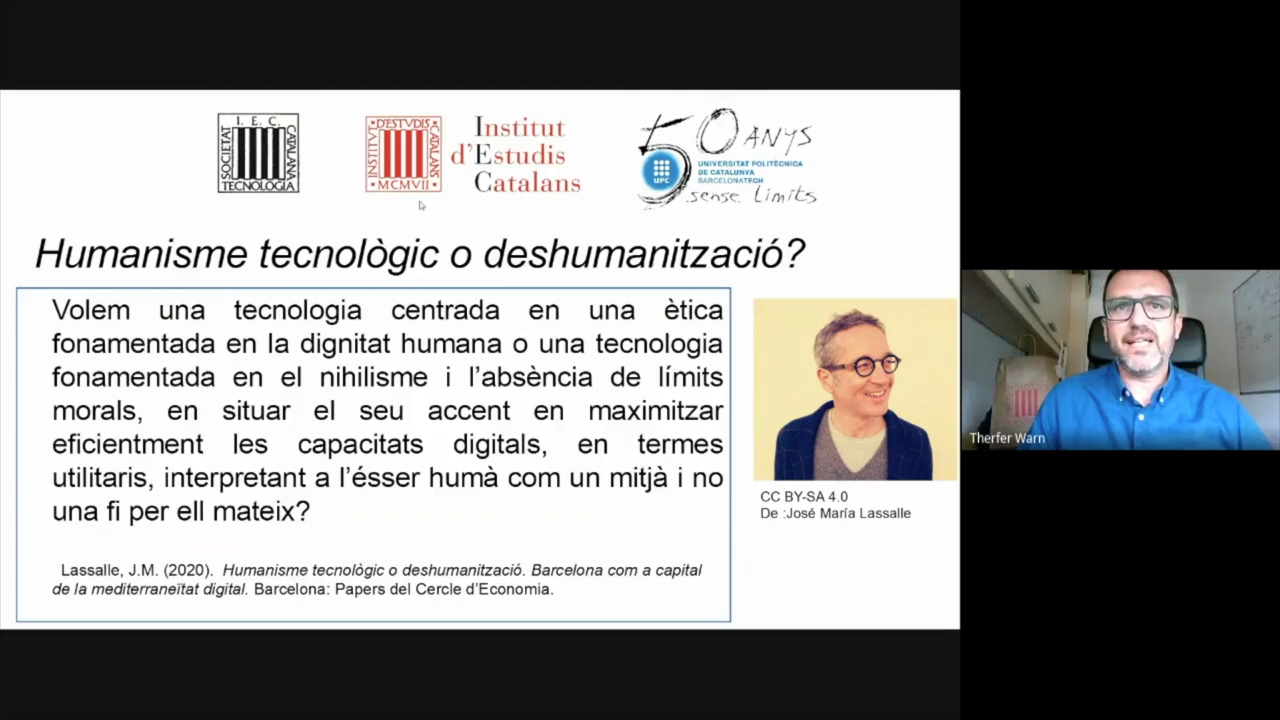 I. E. C.
SOCIETAT
CATALANA
TECNOLOGIA
INSTITVT
D'ESTVDIS
CATALANS
MCMVII
Institut
d'Estudis
Catalans
50 ANYS
UPC
UNIVERSITAT POLITÈCNICA
DE CATALUNYA
BARCELONATECH
sense límits
Humanisme tecnològic o deshumanització?
Volem una tecnologia centrada en una ètica
fonamentada en la dignitat humana o una tecnologia
fonamentada en el nihilisme i l'absència de límits
morals, en situar el seu accent en maximitzar
eficientment les capacitats digitals, en termes
utilitaris, interpretant a l'ésser humà com un mitjà i no
una fi per ell mateix?
Lassalle, J.M. (2020). Humanisme tecnològic o deshumanització. Barcelona com a capital
de la mediterraneïtat digital. Barcelona: Papers del Cercle d'Economia.
CC BY-SA 4.0
De :José María Lassalle
Therfer Warn